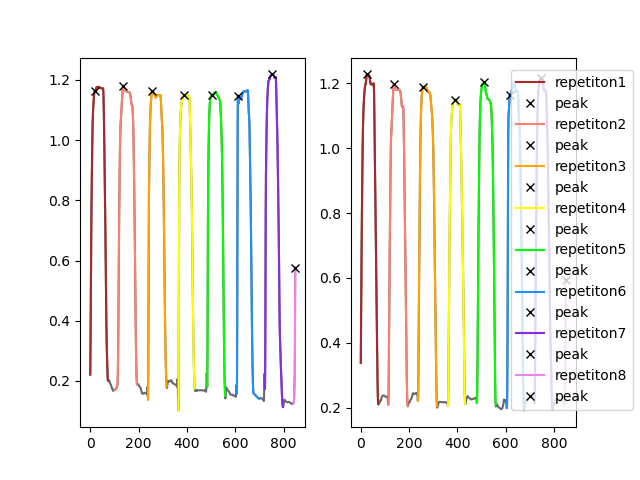 1.2
1.0
0.8
0.6
0.4
0.2
0 200 400 600 800
1.2
1.0
0.8
0.6
0.4
0.2
0 200 400 600 800
repetiton1
peak
repetiton2
peak
repetiton3
peak
repetiton4
peak
repetiton5
peak
repetiton6
peak
repetiton7
peak
repetiton8
peak